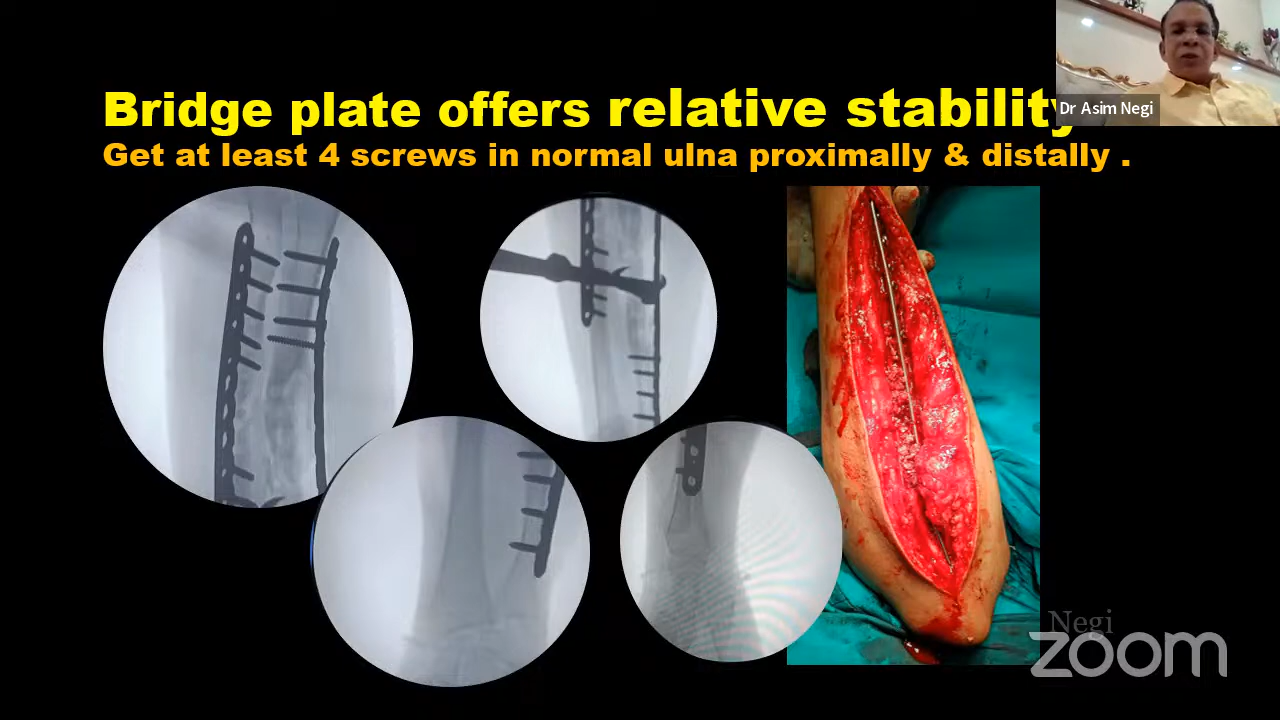 Bridge plate offers relative stability
Dr Asim Negi
Get at least 4 screws in normal ulna proximally & distally .
Negi
zoom